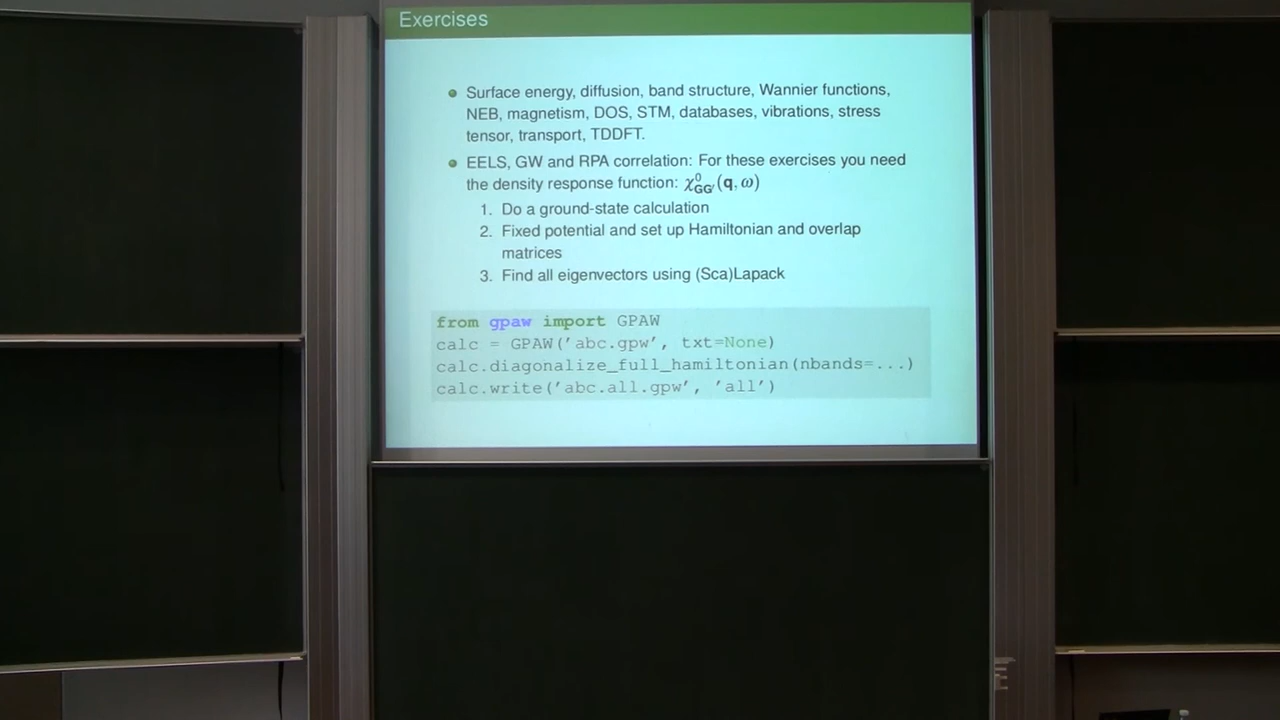 Exercises
Surface energy, diffusion, band structure, Wannier functions,
NEB, magnetism, DOS, STM, databases, vibrations, stress
tensor, transport, TDDFT.
EELS, GW and RPA correlation: For these exercises you need
the density response function: χ⁰_GG′(q, ω)
1. Do a ground-state calculation
2. Fixed potential and set up Hamiltonian and overlap
matrices
3. Find all eigenvectors using (Sca)Lapack
from gpaw import GPAW
calc = GPAW('abc.gpw', txt=None)
calc.diagonalize_full_hamiltonian(nbands=...)
calc.write('abc.all.gpw', 'all')